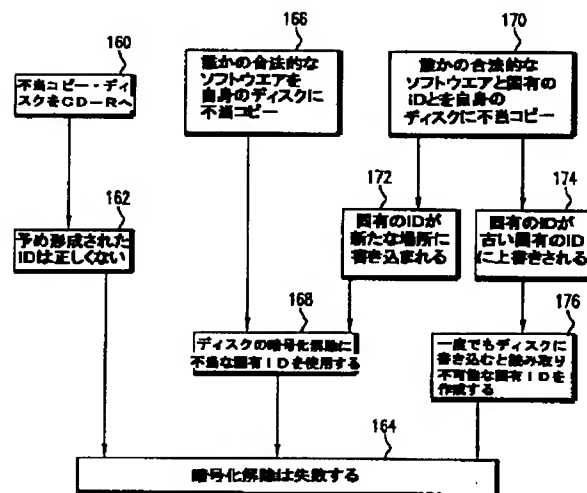 160
不当コピー・ディ
スクをCD-Rへ
162
予め形成された
IDは正しくない
166
誰かの合法的な
ソフトウエアを
自身のディスクに
不当コピー
170
誰かの合法的な
ソフトウエアと固有の
IDとを自身の
ディスクに不当コピー
172
固有のIDが
新たな場所に
書き込まれる
174
固有のIDが
古い固有のID
に上書きされる
168
ディスクの暗号化解除に
不当な固有IDを使用する
176
一度でもディスクに
書き込むと読み取り
不可能な固有IDを
作成する
164
暗号化解除は失敗する